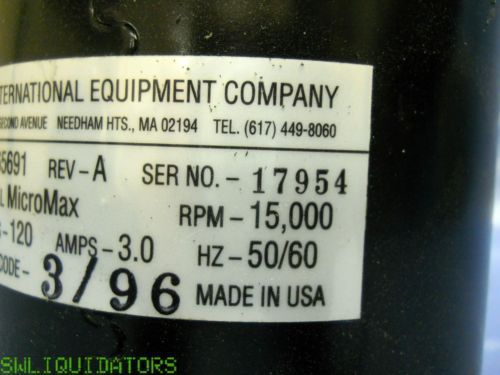 TERNATIONAL EQUIPMENT COMPANY
SECOND AVENUE NEEDHAM HTS., MA 02194 TEL. (617) 449-8060
5691 REV-A SER NO.- 17954
L MicroMax RPM-15,000
-120 AMPS-3.0 HZ-50/60
CODE- 3/96 MADE IN USA
SWLIQUIDATORS